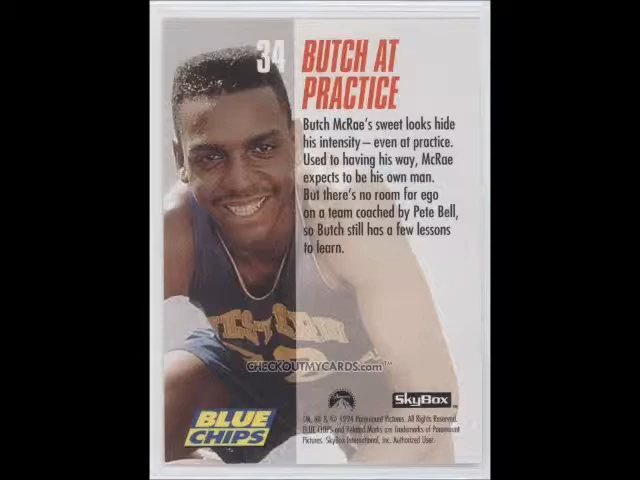 34
BUTCH AT
PRACTICE
Butch McRae's sweet looks hide
his intensity – even at practice.
Used to having his way, McRae
expects to be his own man.
But there's no room for ego
on a team coached by Pete Bell,
so Butch still has a few lessons
to learn.
CHECKOUTMYCARDS.com™
SkyBox™
BLUE
CHIPS
TM, ® & © 1994 Paramount Pictures. All Rights Reserved.
BLUE CHIPS and Related Marks are Trademarks of Paramount
Pictures. SkyBox International, Inc. Authorized User.